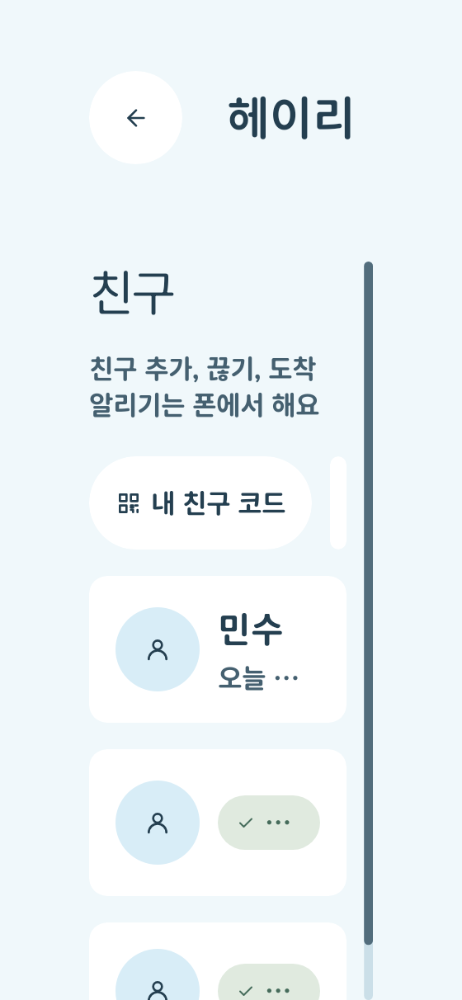 헤이리
친구
친구 추가, 끊기, 도착
알리기는 폰에서 해요
내 친구 코드
민수
오늘 …
…
…